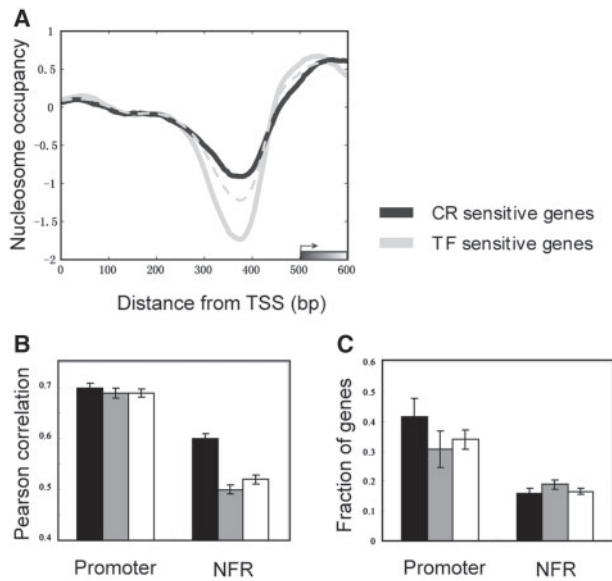 A
Nucleosome occupancy
1
0.5
0
-0.5
-1
-1.5
-2
0
100
200
300
400
500
600
Distance from TSS (bp)
CR sensitive genes
TF sensitive genes
B
Pearson correlation
0.7
0.6
0.5
0.4
Promoter
NFR
C
Fraction of genes
0.6
0.5
0.4
0.3
0.2
0.1
0
Promoter
NFR